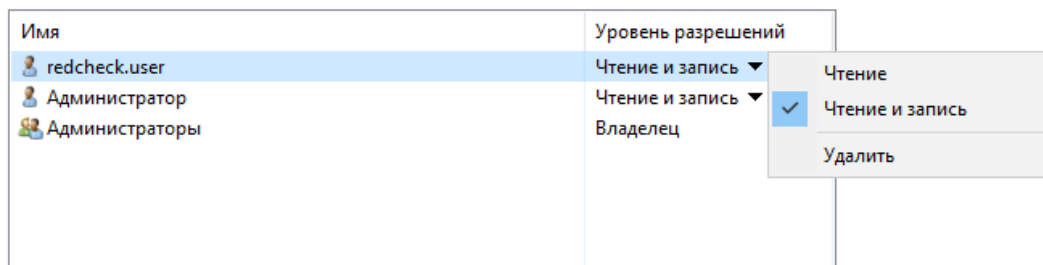 Имя Уровень разрешений
redcheck.user Чтение и запись
Администратор Чтение и запись
Администраторы Владелец
Чтение
Чтение и запись
Удалить